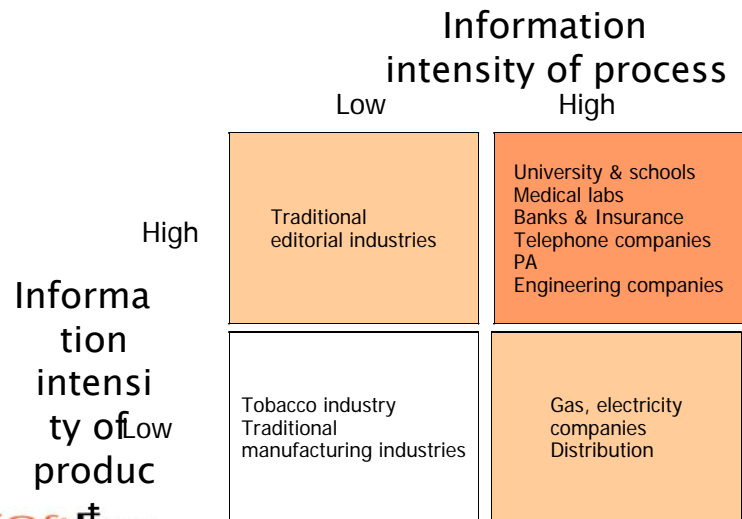 Information
intensity of process
Low
High
High
Traditional
editorial industries
University & schools
Medical labs
Banks & Insurance
Telephone companies
PA
Engineering companies
Informa
tion
intensi
ty of
produc
t
Low
Tobacco industry
Traditional
manufacturing industries
Gas, electricity
companies
Distribution